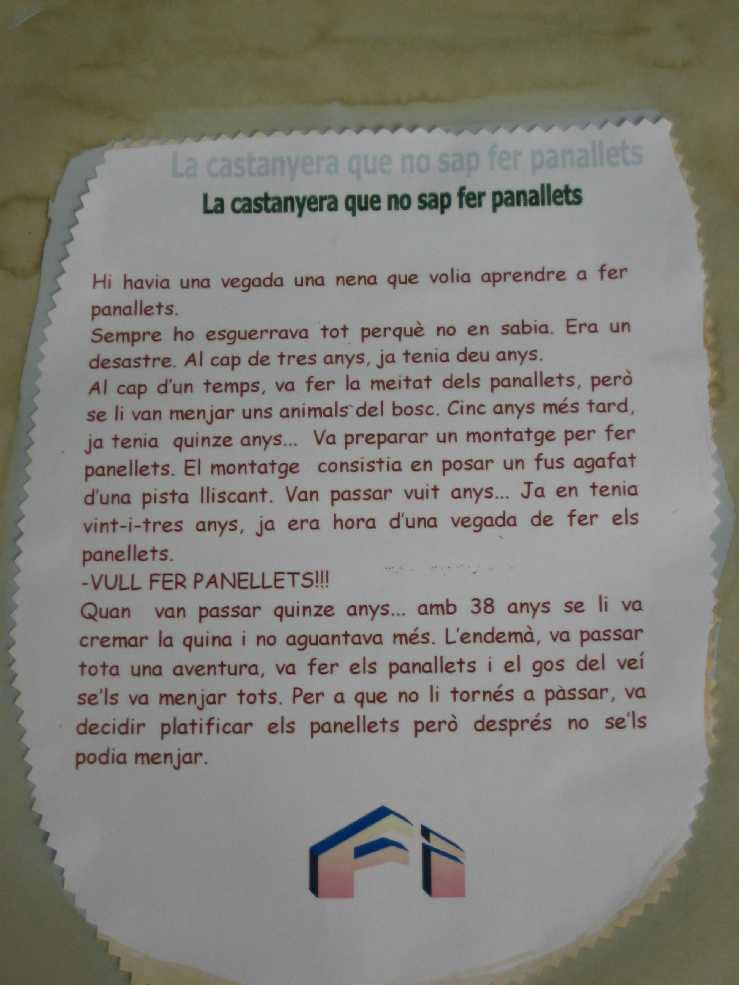 La castanyera que no sap fer panallets
La castanyera que no sap fer panallets
Hi havia una vegada una nena que volia aprendre a fer
panallets.
Sempre ho esguerrava tot perquè no en sabia. Era un
desastre. Al cap de tres anys, ja tenia deu anys.
Al cap d'un temps, va fer la meitat dels panallets, però
se li van menjar uns animals del bosc. Cinc anys més tard,
ja tenia quinze anys... Va preparar un montatge per fer
panellets. El montatge consistia en posar un fus agafat
d'una pista lliscant. Van passar vuit anys... Ja en tenia
vint-i-tres anys, ja era hora d'una vegada de fer els
panellets.
-VULL FER PANELLETS!!!
Quan van passar quinze anys... amb 38 anys se li va
cremar la quina i no aguantava més. L'endemà, va passar
tota una aventura, va fer els panallets i el gos del veí
se'ls va menjar tots. Per a que no li tornés a pàssar, va
decidir platificar els panellets però després no se'ls
podia menjar.
Fi